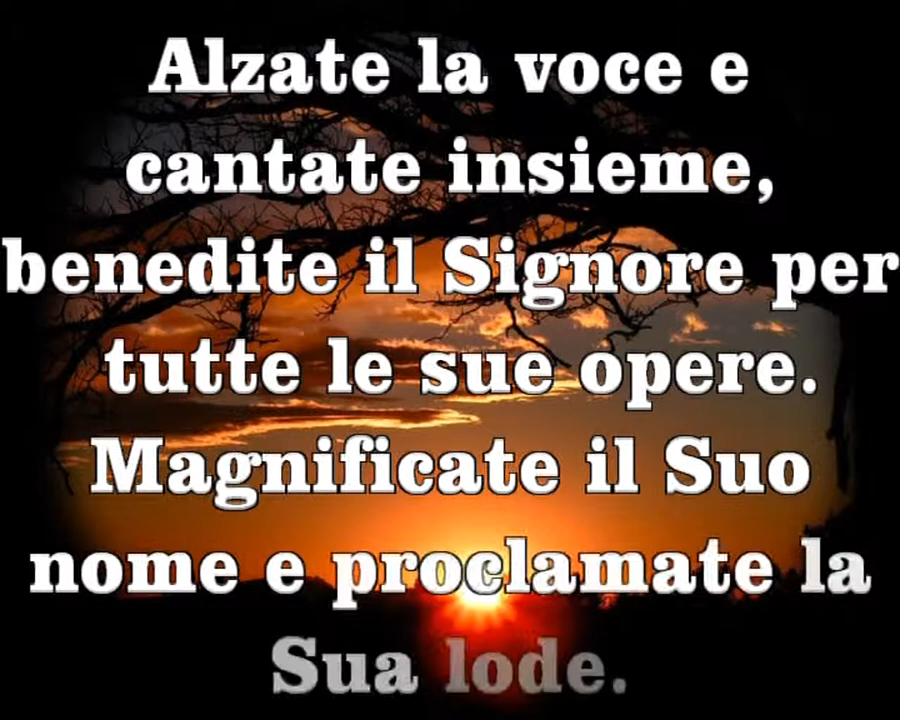 Alzate la voce e
cantate insieme,
benedite il Signore per
tutte le sue opere.
Magnificate il Suo
nome e proclamate la
Sua lode.